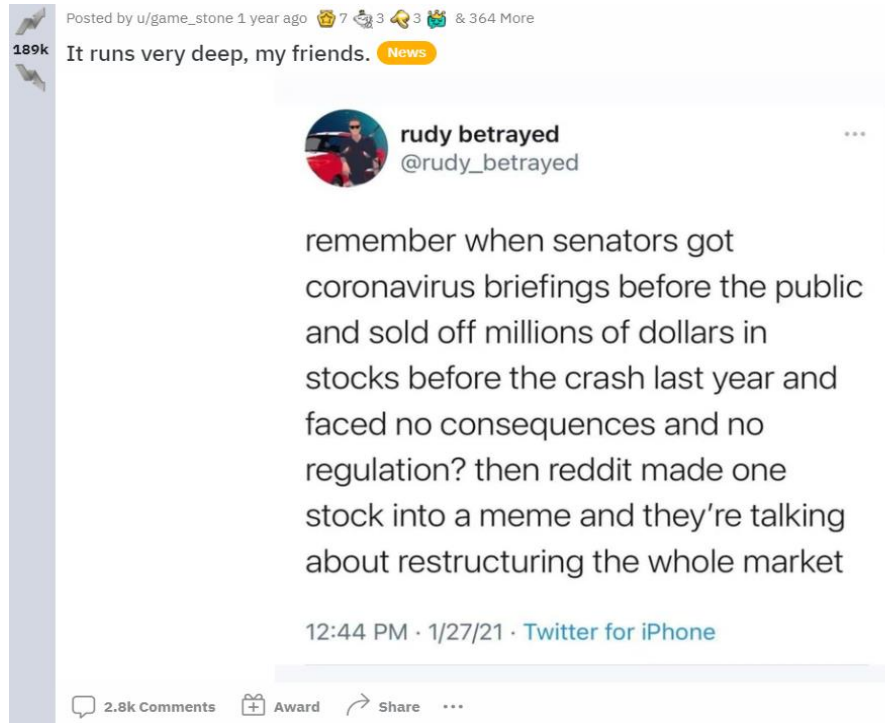 Posted by u/game_stone 1 year ago 7 3 3 & 364 More
189k
It runs very deep, my friends. News
rudy betrayed
@rudy_betrayed
remember when senators got
coronavirus briefings before the public
and sold off millions of dollars in
stocks before the crash last year and
faced no consequences and no
regulation? then reddit made one
stock into a meme and they're talking
about restructuring the whole market
12:44 PM · 1/27/21 · Twitter for iPhone
2.8k Comments Award Share